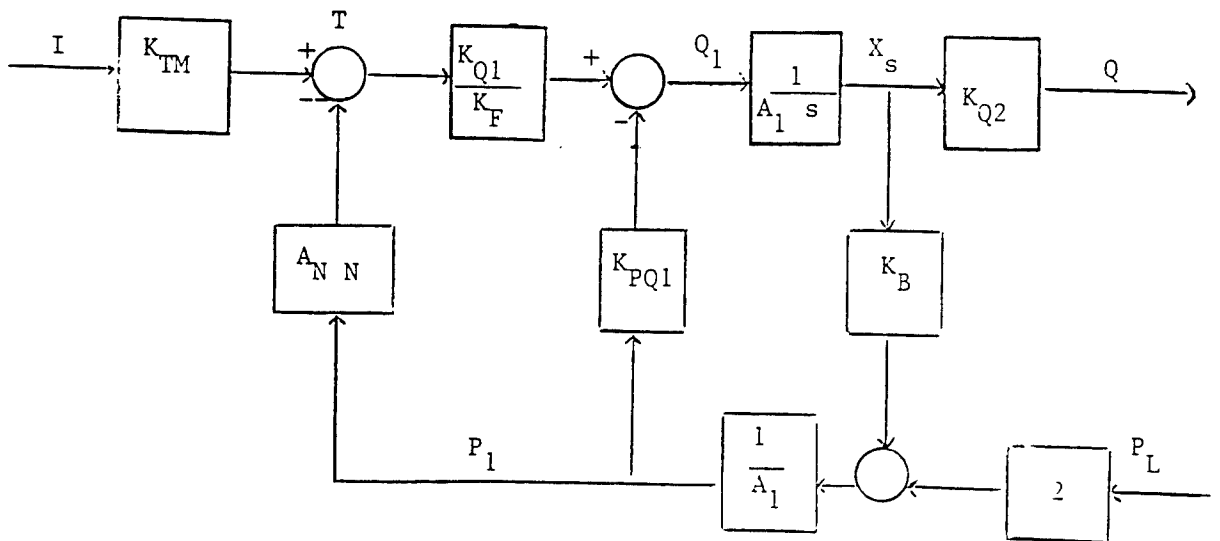 I
K_TM
+
T
-
K_Q1
K_F
+
-
Q_1
1
A_1 s
X_s
K_Q2
Q
A_N N
K_PQ1
K_B
P_1
1
A_1
2
P_L